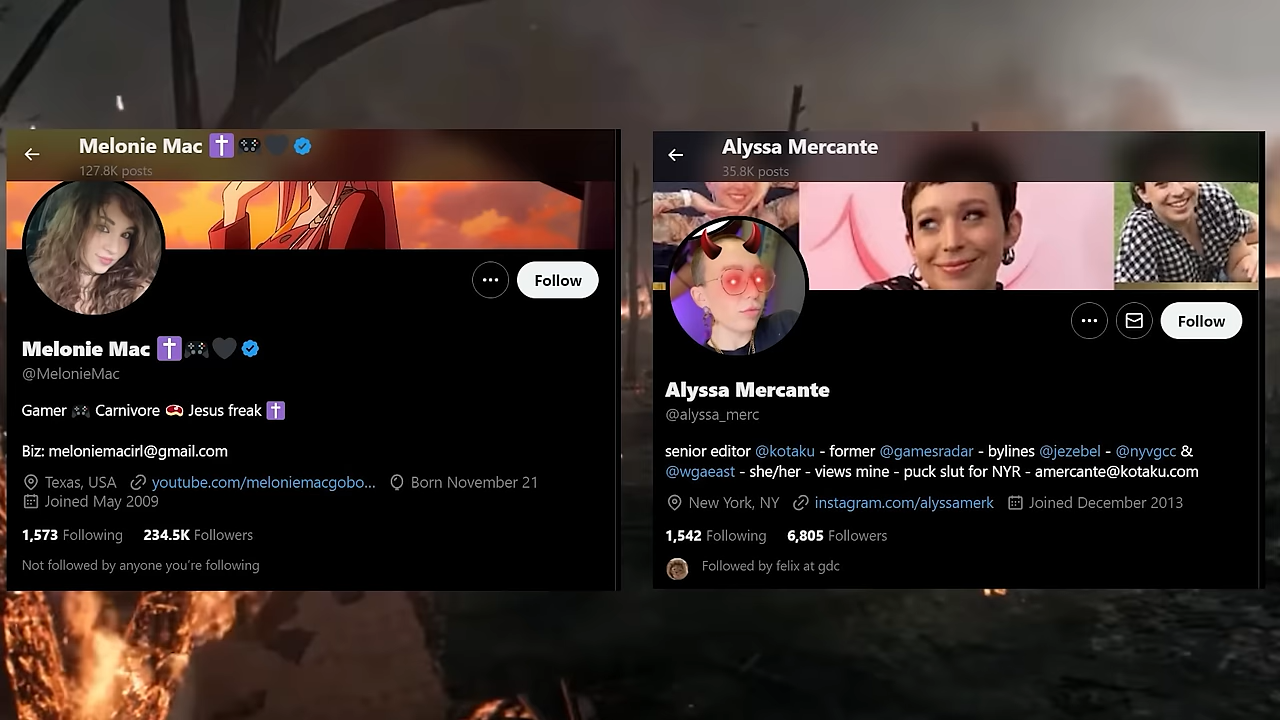 Melonie Mac ✝️🎮🖤
127.8K posts
Follow
Melonie Mac ✝️🎮🖤
@MelonieMac
Gamer 🎮 Carnivore 🥩 Jesus freak ✝️
Biz: meloniemacirl@gmail.com
Texas, USA youtube.com/meloniemacgobo... Born November 21
Joined May 2009
1,573 Following 234.5K Followers
Not followed by anyone you're following
Alyssa Mercante
35.8K posts
Follow
Alyssa Mercante
@alyssa_merc
senior editor @kotaku - former @gamesradar - bylines @jezebel - @nyvgcc &
@wgaeast - she/her - views mine - puck slut for NYR - amercante@kotaku.com
New York, NY instagram.com/alyssamerk Joined December 2013
1,542 Following 6,805 Followers
Followed by felix at gdc